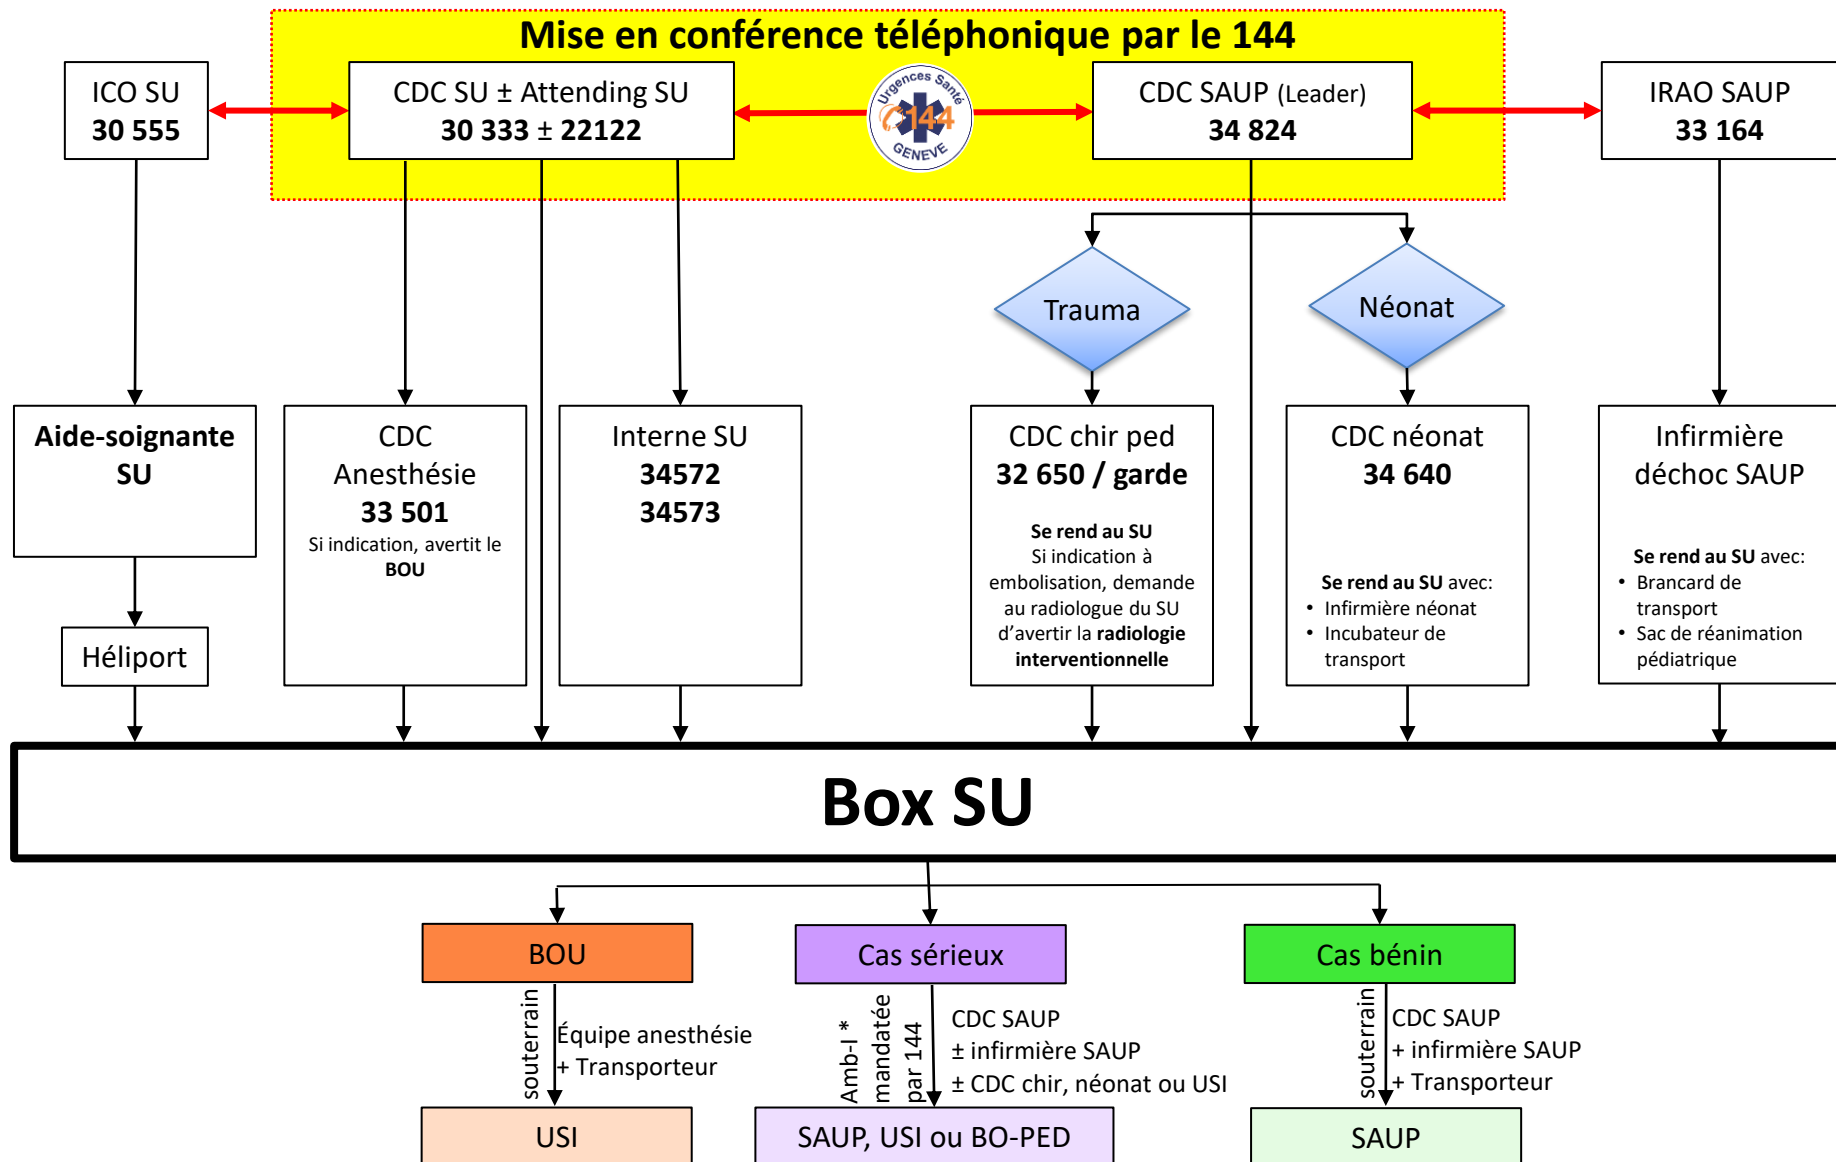 Mise en conférence téléphonique par le 144
ICO SU
30 555
CDC SU ± Attending SU
30 333 ± 22122
Urgences Santé
144
GENEVE
CDC SAUP (Leader)
34 824
IRAO SAUP
33 164
Trauma
Néonat
Aide-soignante
SU
CDC
Anesthésie
33 501
Si indication, avertit le
BOU
Interne SU
34572
34573
CDC chir ped
32 650 / garde
Se rend au SU
Si indication à
embolisation, demande
au radiologue du SU
d'avertir la radiologie
interventionnelle
CDC néonat
34 640
Se rend au SU avec:
• Infirmière néonat
• Incubateur de
transport
Infirmière
déchoc SAUP
Se rend au SU avec:
• Brancard de
transport
• Sac de réanimation
pédiatrique
Héliport
Box SU
BOU
souterrain
Équipe anesthésie
+ Transporteur
USI
Cas sérieux
Amb-I *
mandatée
par 144
CDC SAUP
± infirmière SAUP
± CDC chir, néonat ou USI
SAUP, USI ou BO-PED
Cas bénin
souterrain
CDC SAUP
+ infirmière SAUP
+ Transporteur
SAUP